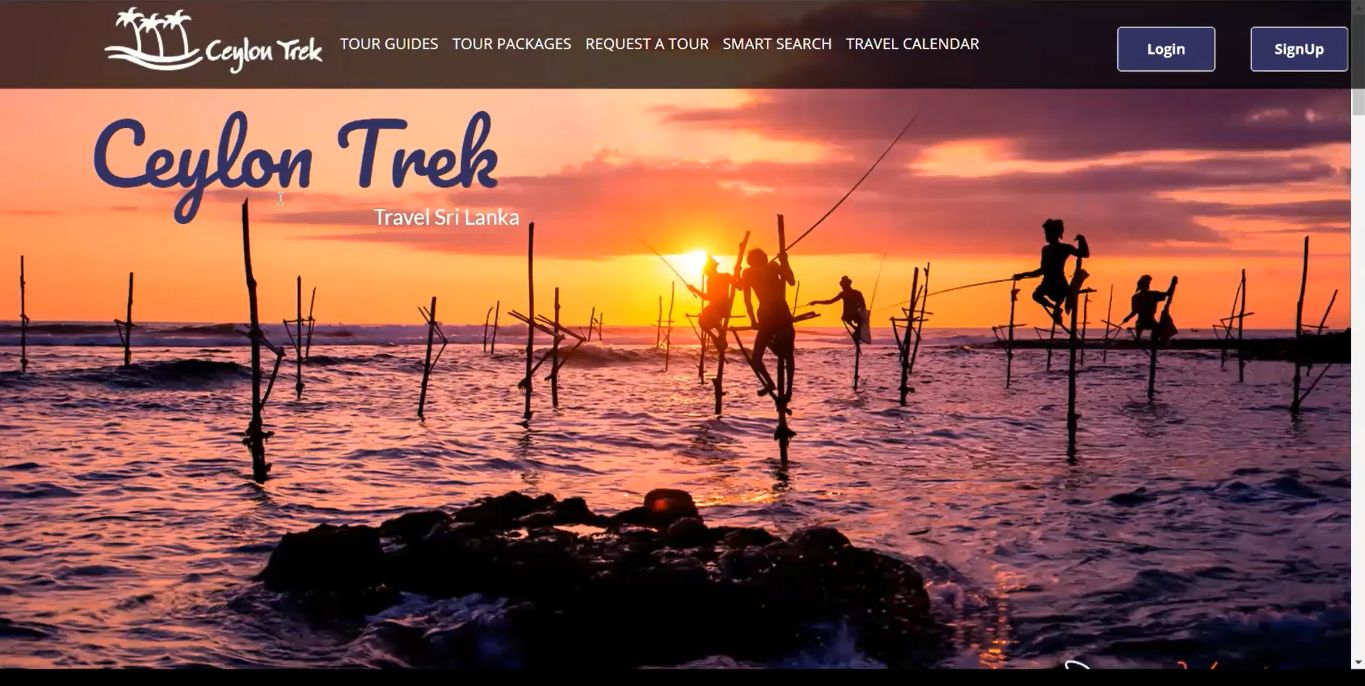 Ceylon Trek
TOUR GUIDES TOUR PACKAGES REQUEST A TOUR SMART SEARCH TRAVEL CALENDAR
Login
SignUp
Ceylon Trek
Travel Sri Lanka